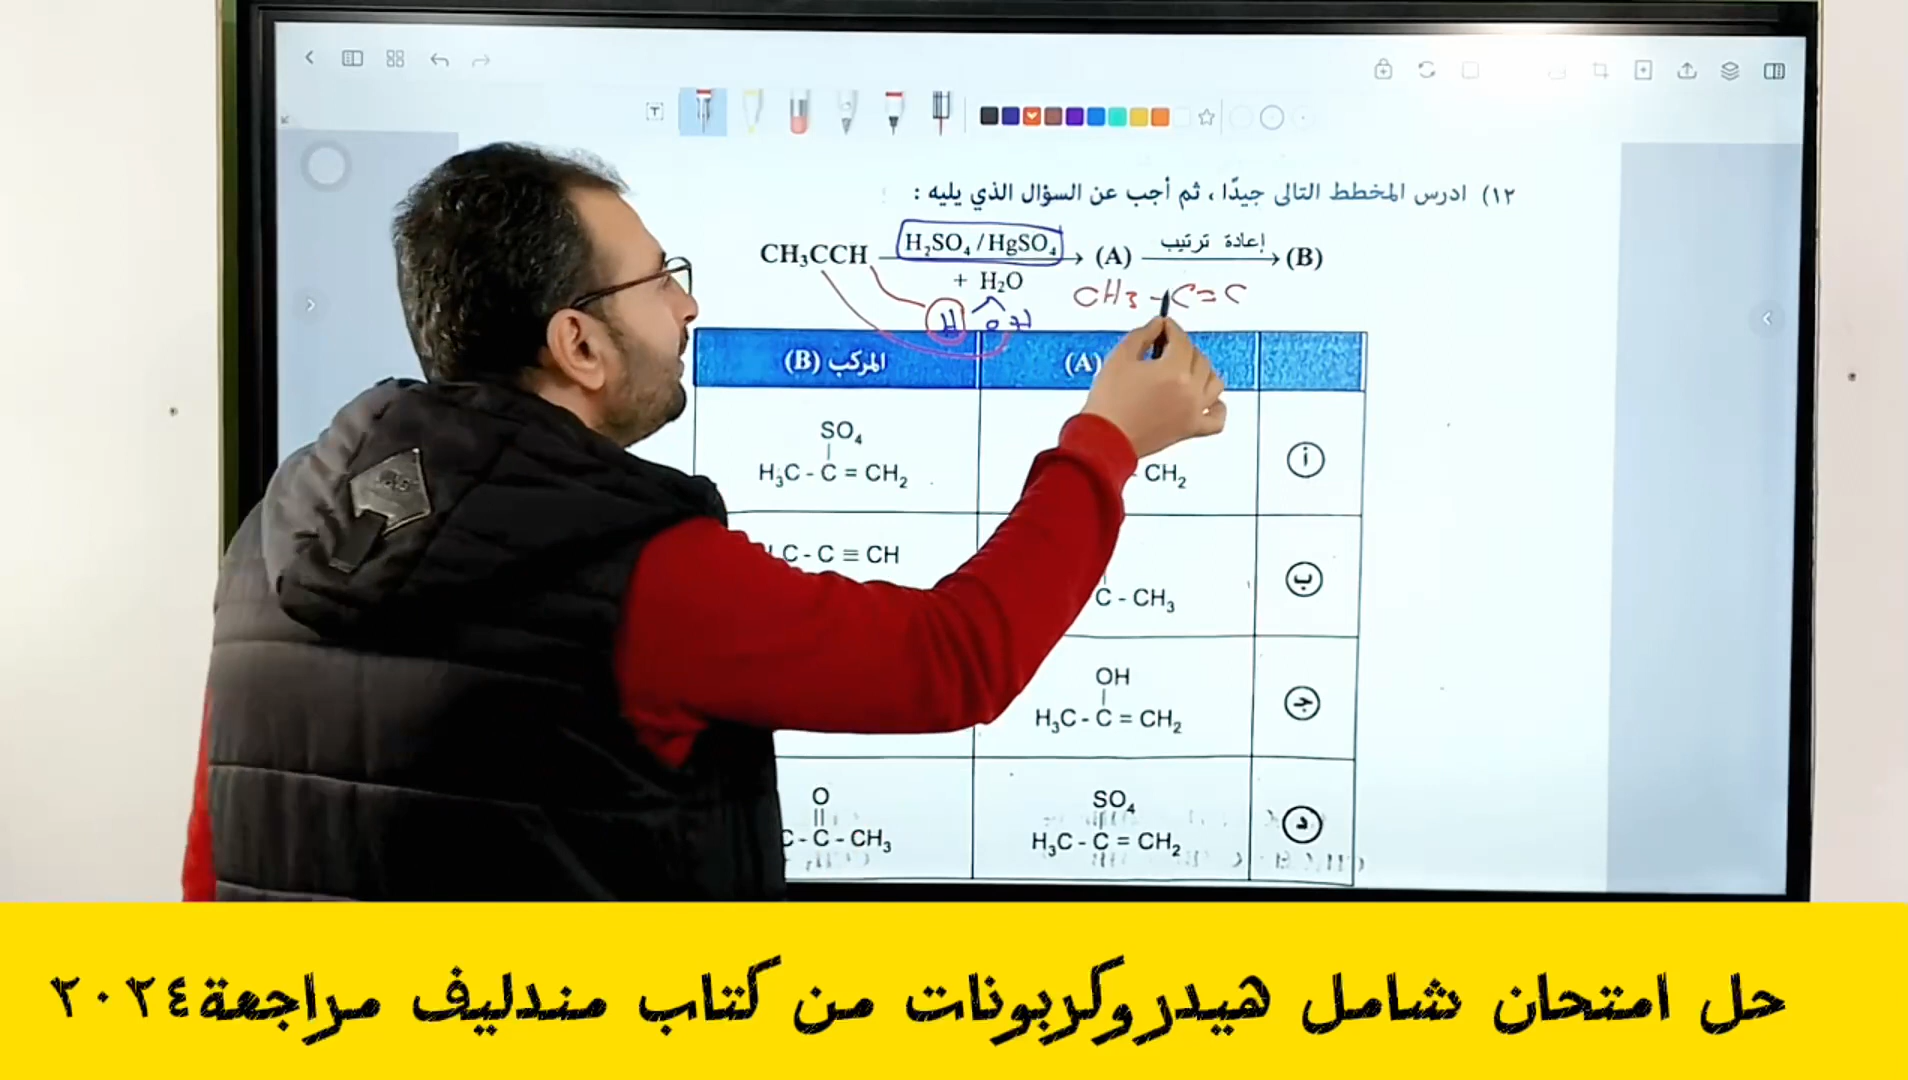 ١٢) ادرس المخطط التالى جيدًا ، ثم أجب عن السؤال الذي يليه :
CH₃CCH H₂SO₄ / HgSO₄ + H₂O (A) إعادة ترتيب (B)
CH3 - C = C
H OH
(A) المركب (B)
أ CH₂ SO₄ H₃C - C = CH₂
ب C - CH₃ C - C ≡ CH
ج OH H₃C - C = CH₂
د SO₄ H₃C - C = CH₂ O C - C - CH₃
حل امتحان شامل هيدروكربونات من كتاب مندليف مراجعة ٢٠٢٤